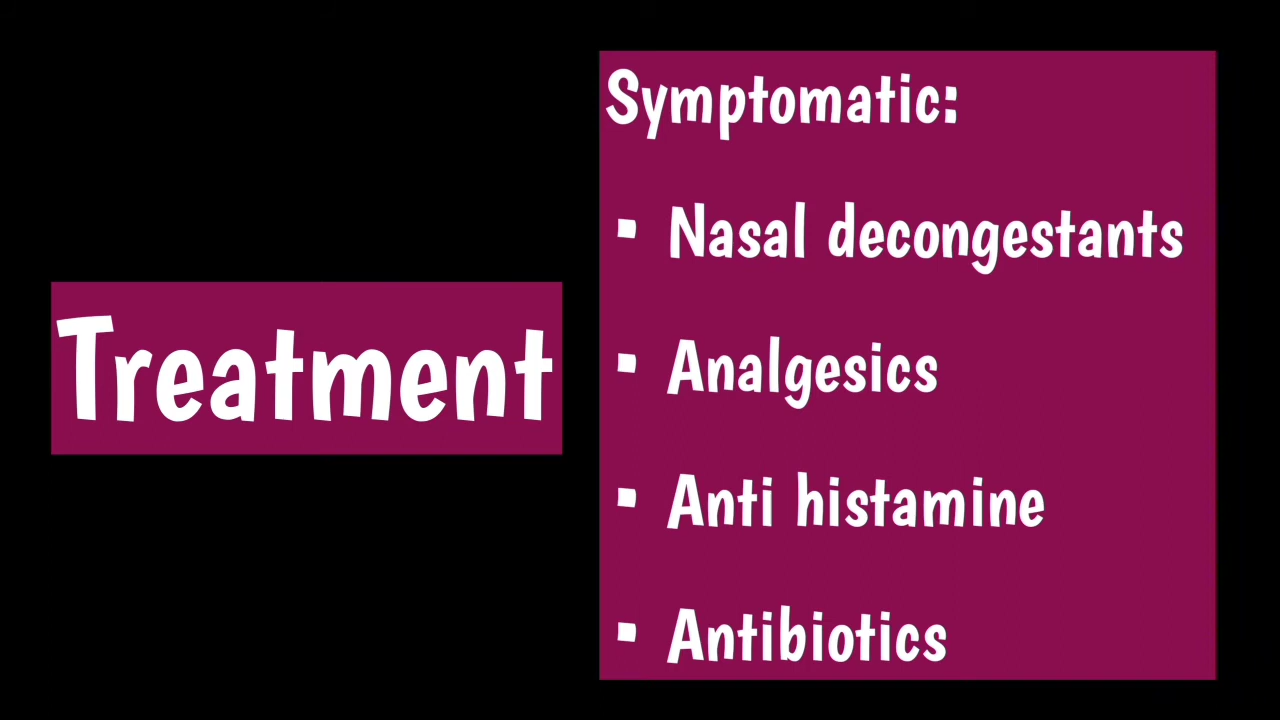 Treatment
Symptomatic:
▪ Nasal decongestants
▪ Analgesics
▪ Anti histamine
▪ Antibiotics